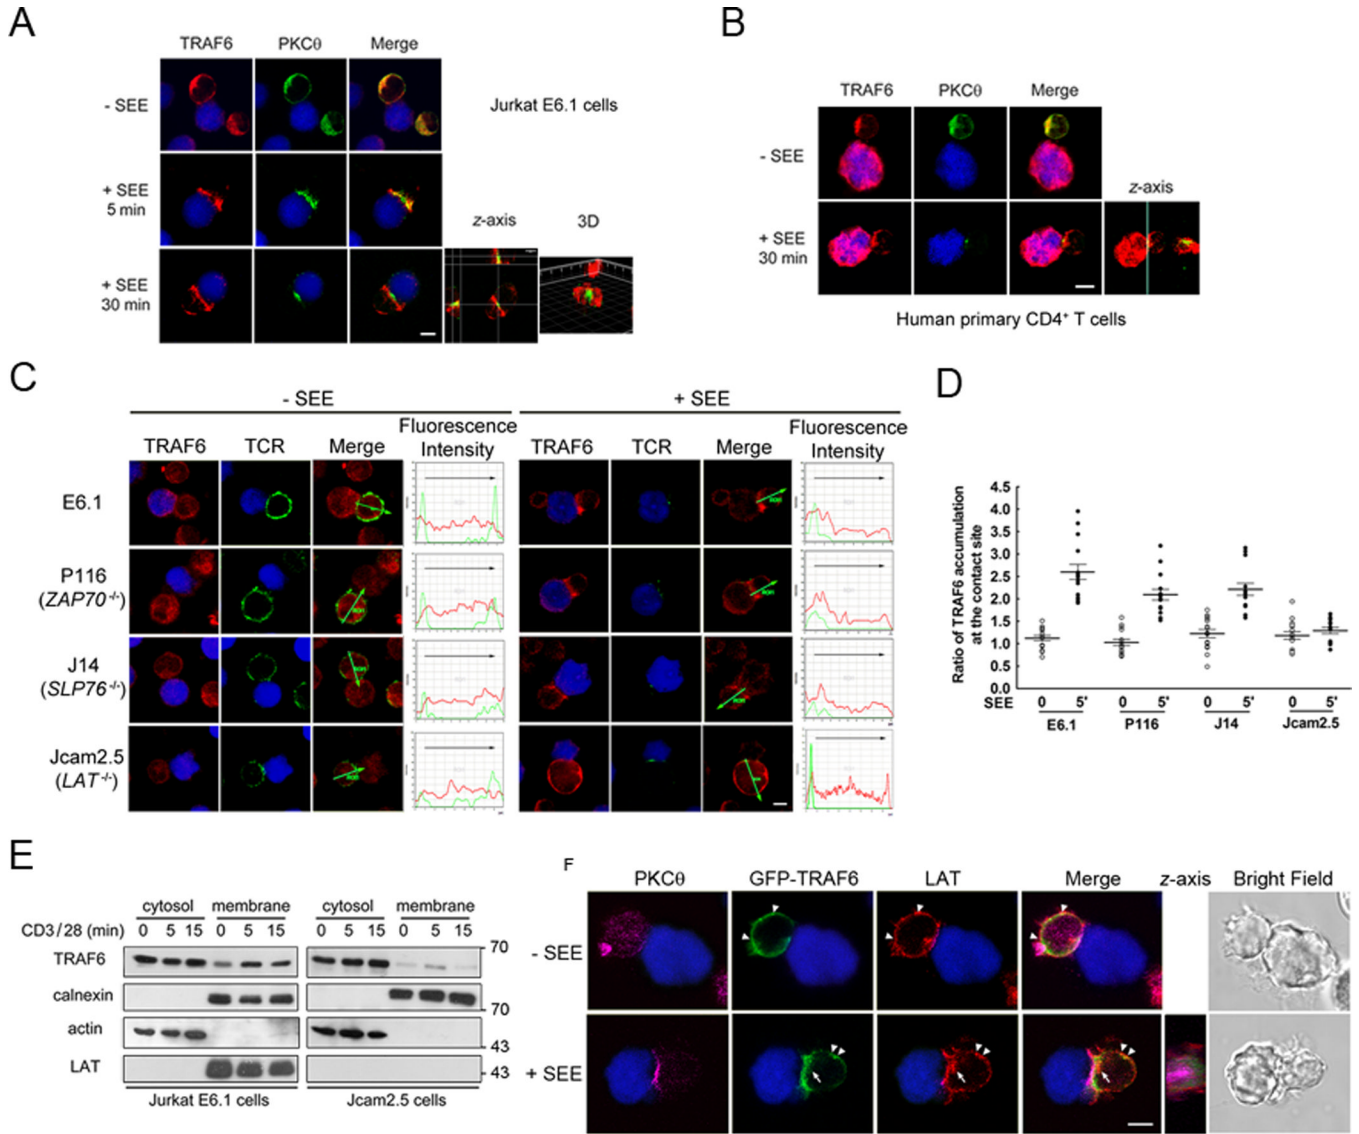 A
TRAF6 PKCθ Merge
- SEE
Jurkat E6.1 cells
+ SEE
5 min
z-axis 3D
+ SEE
30 min
B
TRAF6 PKCθ Merge
- SEE
z-axis
+ SEE
30 min
Human primary CD4⁺ T cells
C
- SEE + SEE
TRAF6 TCR Merge Fluorescence Intensity TRAF6 TCR Merge Fluorescence Intensity
E6.1
P116
(ZAP70⁻/⁻)
J14
(SLP76⁻/⁻)
Jcam2.5
(LAT⁻/⁻)
D
Ratio of TRAF6 accumulation
at the contact site
4.5
4.0
3.5
3.0
2.5
2.0
1.5
1.0
0.5
0.0
SEE 0 5' 0 5' 0 5' 0 5'
E6.1 P116 J14 Jcam2.5
E
cytosol membrane cytosol membrane
CD3/28 (min) 0 5 15 0 5 15 0 5 15 0 5 15
TRAF6 70
calnexin 70
actin 43
LAT 43
Jurkat E6.1 cells Jcam2.5 cells
F
PKCθ GFP-TRAF6 LAT Merge z-axis Bright Field
- SEE
+ SEE